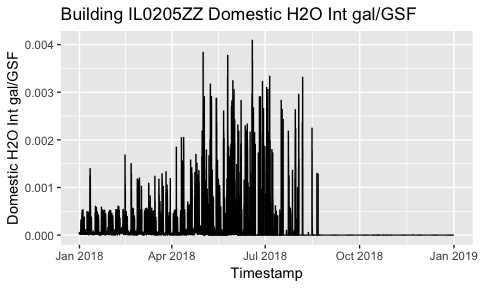 Building IL0205ZZ Domestic H2O Int gal/GSF
Domestic H2O Int gal/GSF
0.004
0.003
0.002
0.001
0.000
Jan 2018
Apr 2018
Jul 2018
Oct 2018
Jan 2019
Timestamp